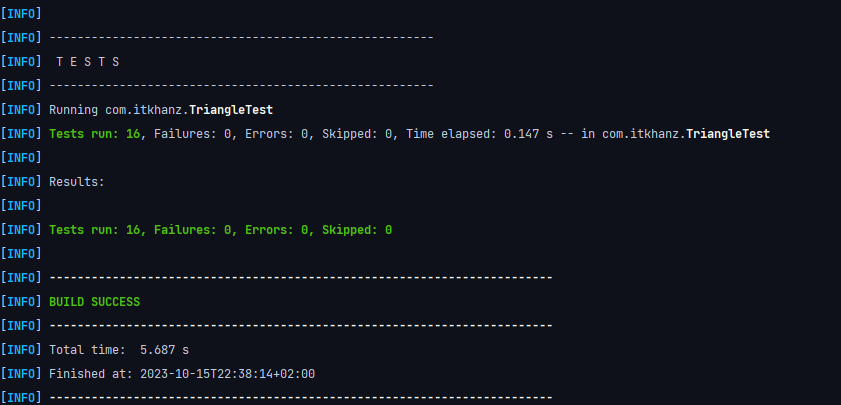 [INFO]
[INFO] -------------------------------------------------------
[INFO]  T E S T S
[INFO] -------------------------------------------------------
[INFO] Running com.itkhanz.TriangleTest
[INFO] Tests run: 16, Failures: 0, Errors: 0, Skipped: 0, Time elapsed: 0.147 s -- in com.itkhanz.TriangleTest
[INFO]
[INFO] Results:
[INFO]
[INFO] Tests run: 16, Failures: 0, Errors: 0, Skipped: 0
[INFO]
[INFO] ------------------------------------------------------------------------
[INFO] BUILD SUCCESS
[INFO] ------------------------------------------------------------------------
[INFO] Total time:  5.687 s
[INFO] Finished at: 2023-10-15T22:38:14+02:00
[INFO] ------------------------------------------------------------------------